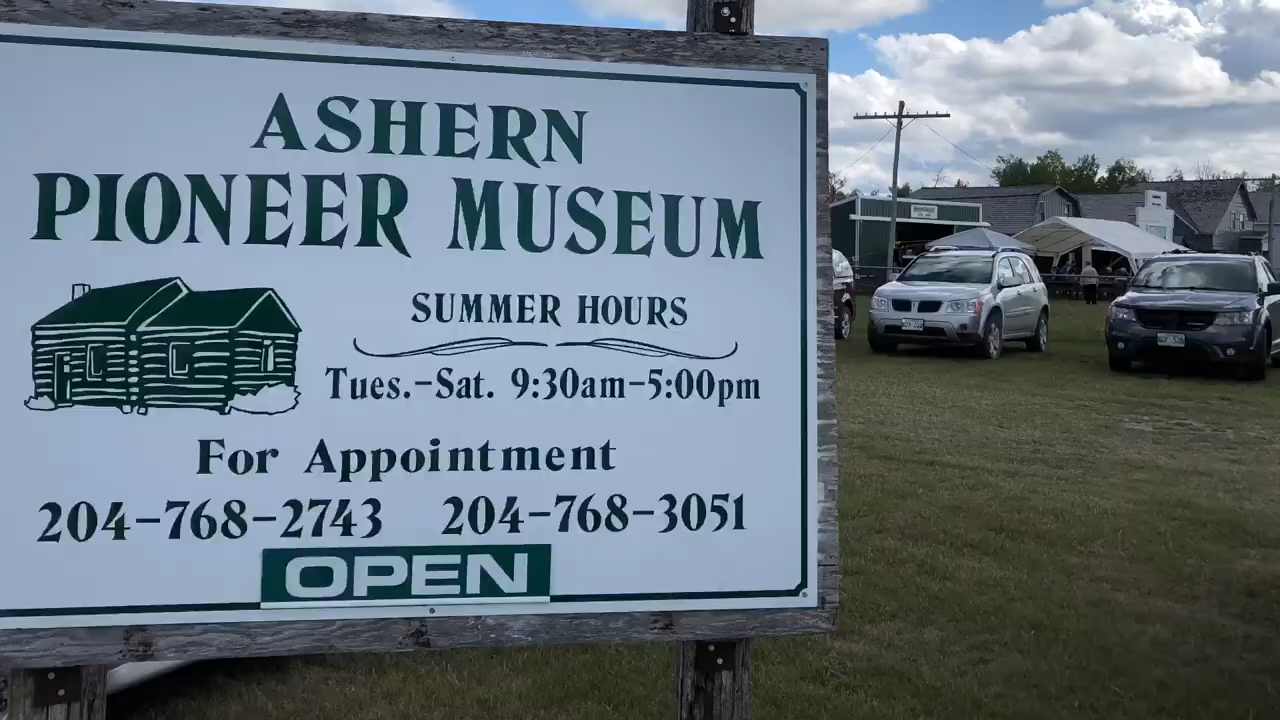 ASHERN
PIONEER MUSEUM
SUMMER HOURS
Tues.-Sat. 9:30am-5:00pm
For Appointment
204-768-2743 204-768-3051
OPEN